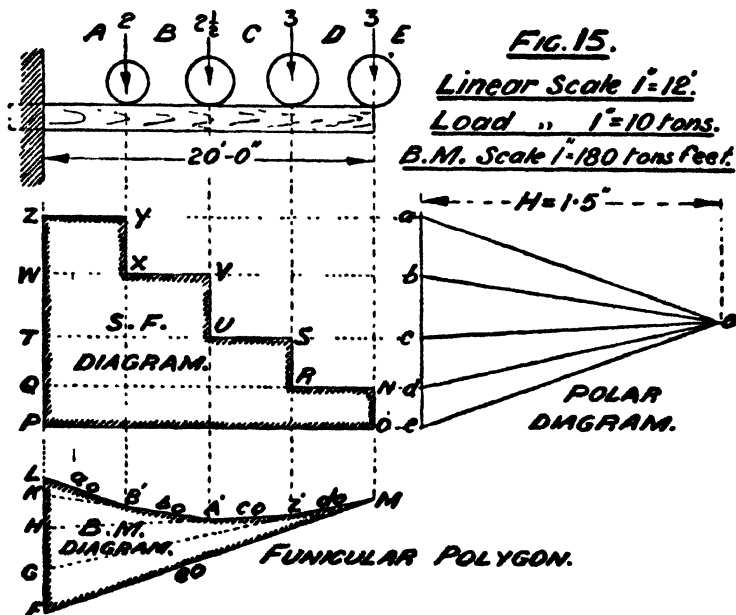 A 2 B 2½ C 3 D 3 E
FIG. 15.
Linear Scale 1"=12'.
Load „ 1"=10 tons.
B.M. Scale 1"=180 tons feet.
20'-0"
H=1·5"
Z Y a
W X V b
T U S c o
S. F.
DIAGRAM.
Q R N d
P O e
POLAR
DIAGRAM.
L ao B' bo A' co Z' do M
K
H
B.M.
DIAGRAM.
G
eo
FUNICULAR POLYGON.
F